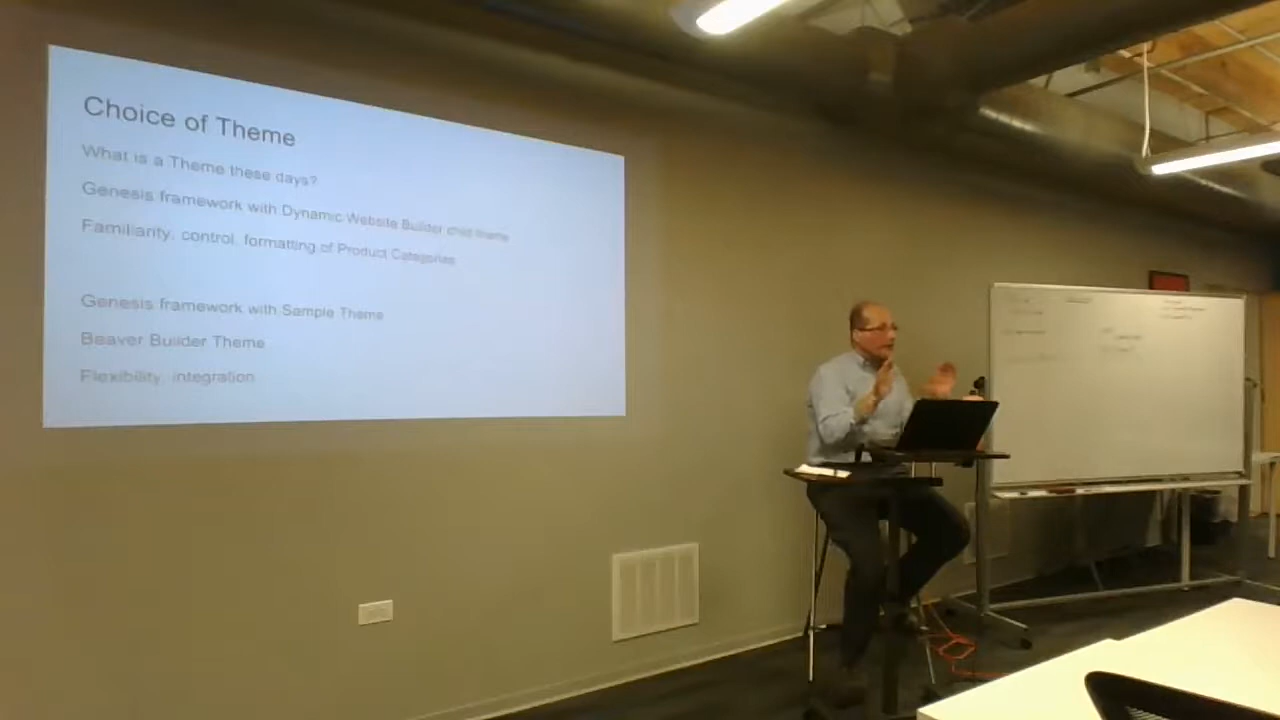 Choice of Theme
What is a Theme these days?
Genesis framework with Dynamic Website Builder child theme
Familiarity, control, formatting of Product Categories
Genesis framework with Sample Theme
Beaver Builder Theme
Flexibility, integration